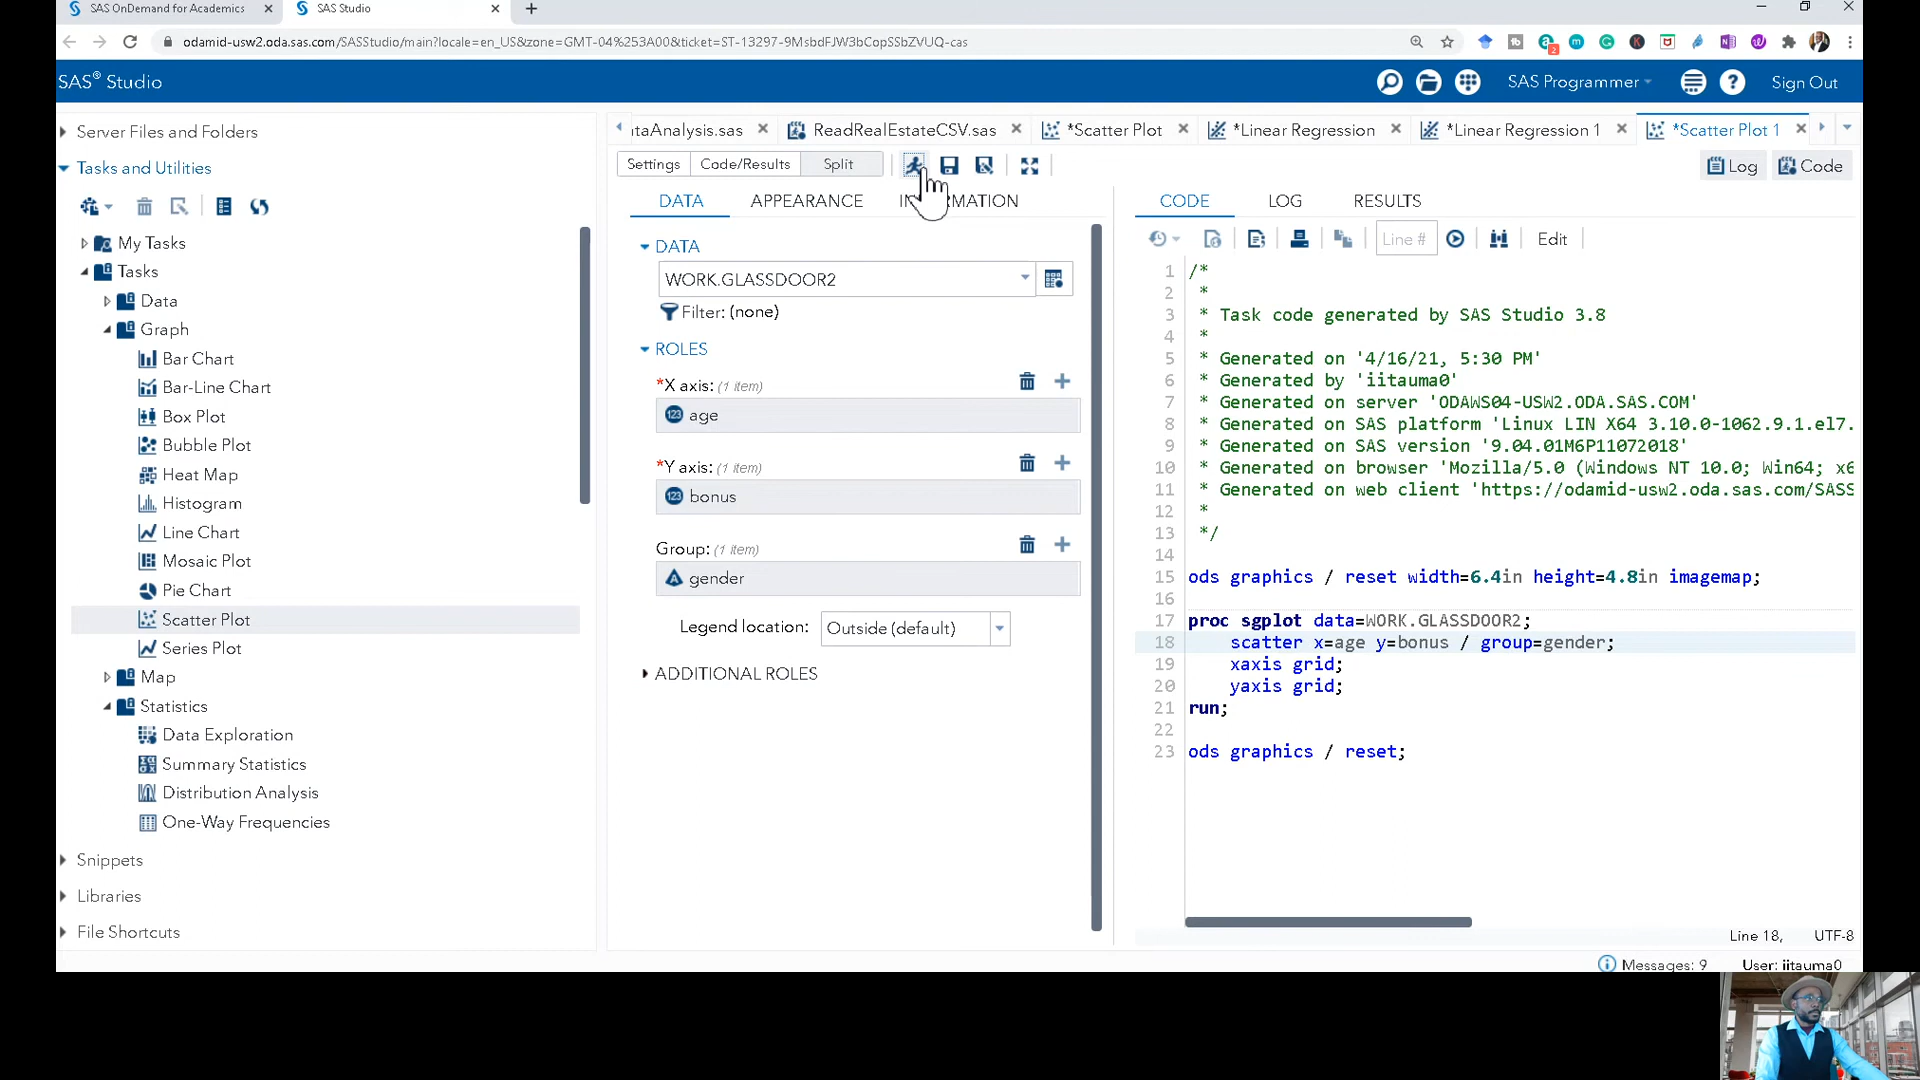 SAS OnDemand for Academics
SAS Studio
odamid-usw2.oda.sas.com/SASStudio/main?locale=en_US&zone=GMT-04%253A00&ticket=ST-13297-9MsbdFJW3bCopSSbZVUQ-cas
SAS® Studio
SAS Programmer
Sign Out
Server Files and Folders
Tasks and Utilities
My Tasks
Tasks
Data
Graph
Bar Chart
Bar-Line Chart
Box Plot
Bubble Plot
Heat Map
Histogram
Line Chart
Mosaic Plot
Pie Chart
Scatter Plot
Series Plot
Map
Statistics
Data Exploration
Summary Statistics
Distribution Analysis
One-Way Frequencies
Snippets
Libraries
File Shortcuts
taAnalysis.sas
ReadRealEstateCSV.sas
*Scatter Plot
*Linear Regression
*Linear Regression 1
*Scatter Plot 1
Settings
Code/Results
Split
Log
Code
DATA
APPEARANCE
DATA
WORK.GLASSDOOR2
Filter: (none)
ROLES
*X axis: (1 item)
123 age
*Y axis: (1 item)
123 bonus
Group: (1 item)
A gender
Legend location: Outside (default)
ADDITIONAL ROLES
CODE
LOG
RESULTS
Line #
Edit
1 /*
2 *
3 * Task code generated by SAS Studio 3.8
4 *
5 * Generated on '4/16/21, 5:30 PM'
6 * Generated by 'iitauma0'
7 * Generated on server 'ODAWS04-USW2.ODA.SAS.COM'
8 * Generated on SAS platform 'Linux LIN X64 3.10.0-1062.9.1.el7.
9 * Generated on SAS version '9.04.01M6P11072018'
10 * Generated on browser 'Mozilla/5.0 (Windows NT 10.0; Win64; x6
11 * Generated on web client 'https://odamid-usw2.oda.sas.com/SASS
12 *
13 */
14
15 ods graphics / reset width=6.4in height=4.8in imagemap;
16
17 proc sgplot data=WORK.GLASSDOOR2;
18 scatter x=age y=bonus / group=gender;
19 xaxis grid;
20 yaxis grid;
21 run;
22
23 ods graphics / reset;
Line 18,
UTF-8
Messages: 9
User: iitauma0